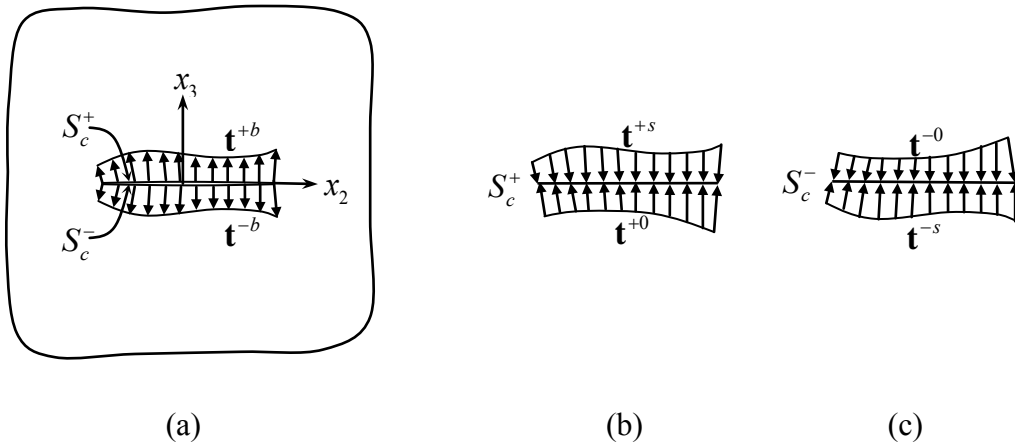 x₃
S_c^+
t^{+b}
x₂
S_c^-
t^{-b}
(a)
t^{+s}
S_c^+
t^{+0}
(b)
t^{-0}
S_c^-
t^{-s}
(c)